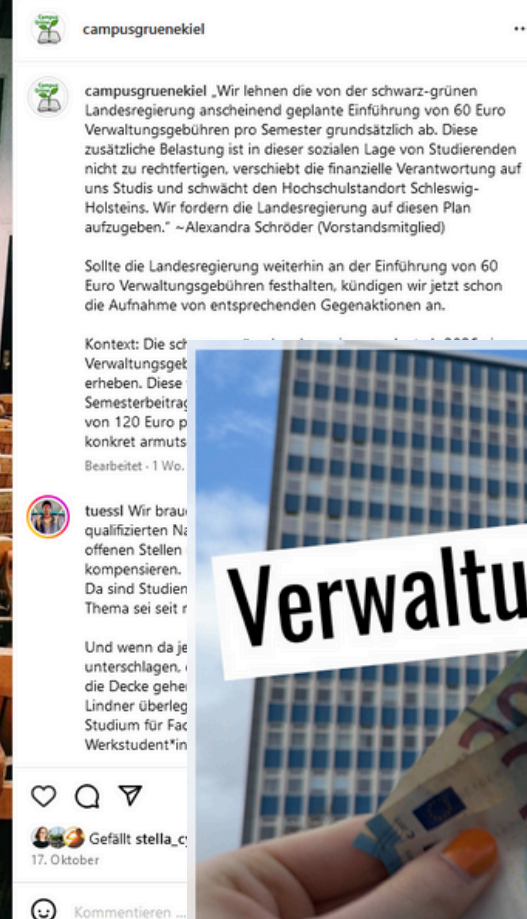 campusgruenekiel
campusgruenekiel „Wir lehnen die von der schwarz-grünen
Landesregierung anscheinend geplante Einführung von 60 Euro
Verwaltungsgebühren pro Semester grundsätzlich ab. Diese
zusätzliche Belastung ist in dieser sozialen Lage von Studierenden
nicht zu rechtfertigen, verschiebt die finanzielle Verantwortung auf
uns Studis und schwächt den Hochschulstandort Schleswig-
Holsteins. Wir fordern die Landesregierung auf diesen Plan
aufzugeben." ~Alexandra Schröder (Vorstandsmitglied)
Sollte die Landesregierung weiterhin an der Einführung von 60
Euro Verwaltungsgebühren festhalten, kündigen wir jetzt schon
die Aufnahme von entsprechenden Gegenaktionen an.
Kontext: Die sch
Verwaltungsgeb
erheben. Diese
Semesterbeitrag
von 120 Euro p
konkret armuts
Bearbeitet · 1 Wo.
tuessl Wir brau
qualifizierten Na
offenen Stellen
kompensieren.
Da sind Studien
Thema sei seit
Und wenn da je
unterschlagen,
die Decke gehe
Lindner überleg
Studium für Fac
Werkstudent*in
Verwaltu
Gefällt stella_c
17. Oktober
Kommentieren ...